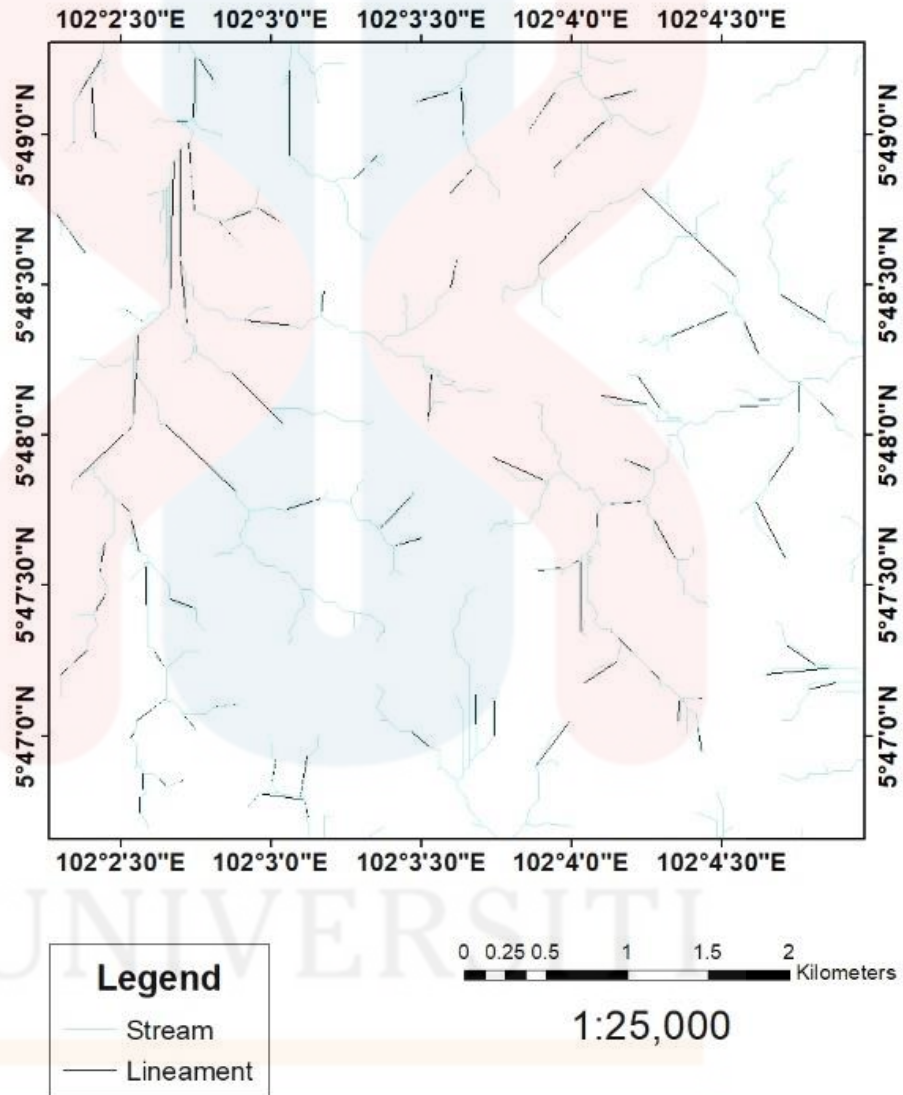 102°2'30"E 102°3'0"E 102°3'30"E 102°4'0"E 102°4'30"E
5°49'0"N 5°49'0"N
5°48'30"N 5°48'30"N
5°48'0"N 5°48'0"N
5°47'30"N 5°47'30"N
5°47'0"N 5°47'0"N
102°2'30"E 102°3'0"E 102°3'30"E 102°4'0"E 102°4'30"E
UNIVERSITI
Legend
Stream
Lineament
0 0.25 0.5 1 1.5 2
Kilometers
1:25,000